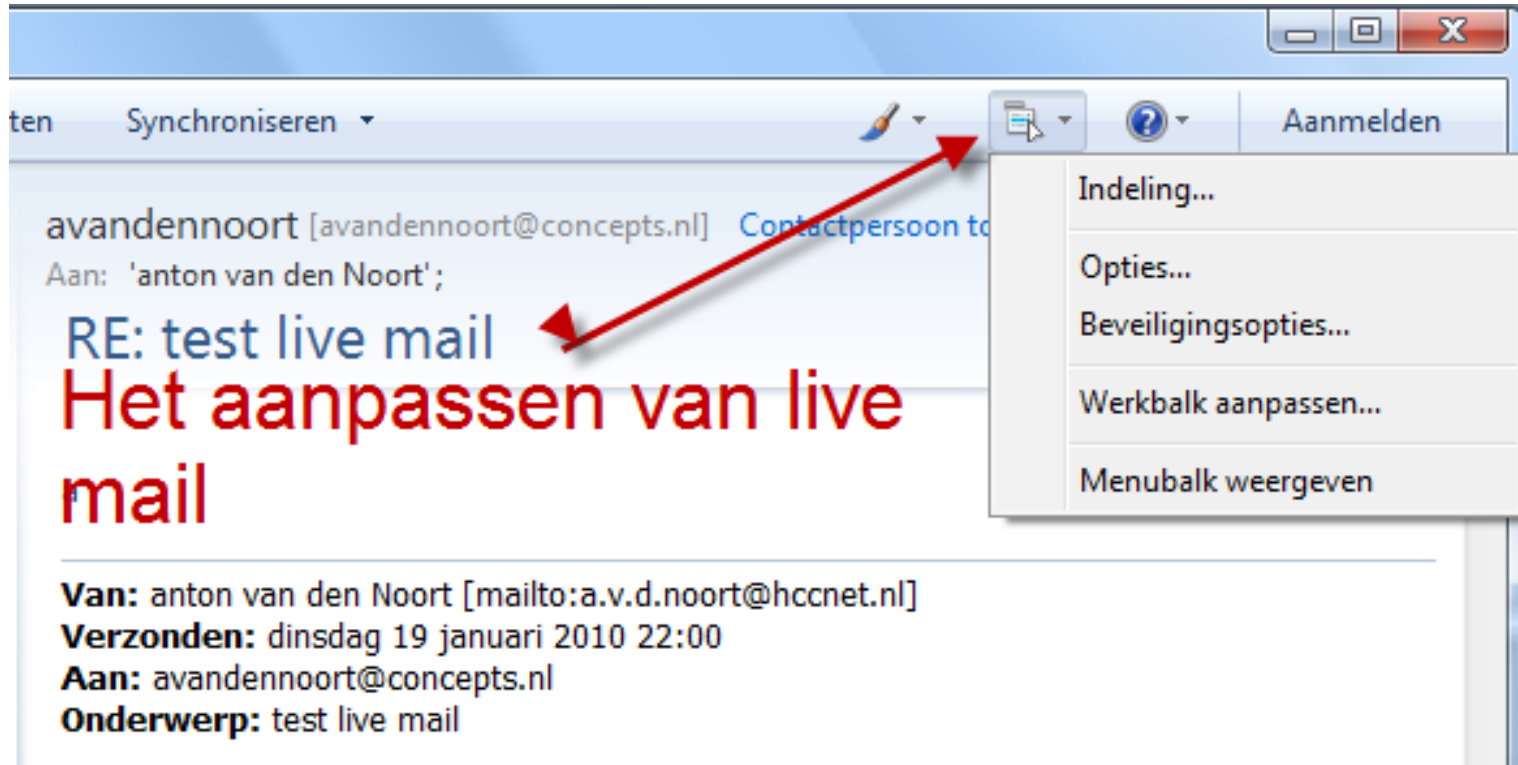 ten Synchroniseren Aanmelden
Indeling...
avandennoort [avandennoort@concepts.nl] Contactpersoon to
Opties...
Aan: 'anton van den Noort';
Beveiligingsopties...
RE: test live mail
Werkbalk aanpassen...
Het aanpassen van live
mail
Menubalk weergeven
Van: anton van den Noort [mailto:a.v.d.noort@hccnet.nl]
Verzonden: dinsdag 19 januari 2010 22:00
Aan: avandennoort@concepts.nl
Onderwerp: test live mail